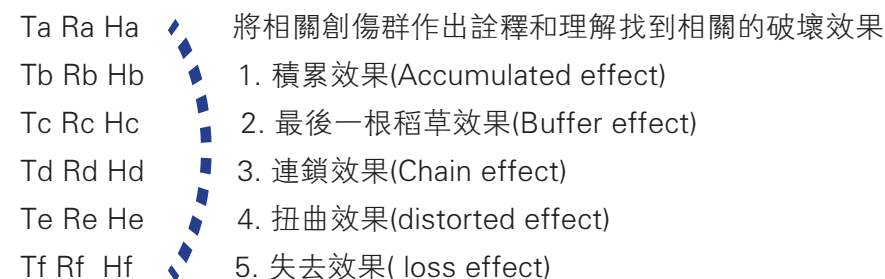 Ta Ra Ha 將相關創傷群作出詮釋和理解找到相關的破壞效果
Tb Rb Hb 1. 積累效果(Accumulated effect)
Tc Rc Hc 2. 最後一根稻草效果(Buffer effect)
Td Rd Hd 3. 連鎖效果(Chain effect)
Te Re He 4. 扭曲效果(distorted effect)
Tf Rf Hf 5. 失去效果( loss effect)